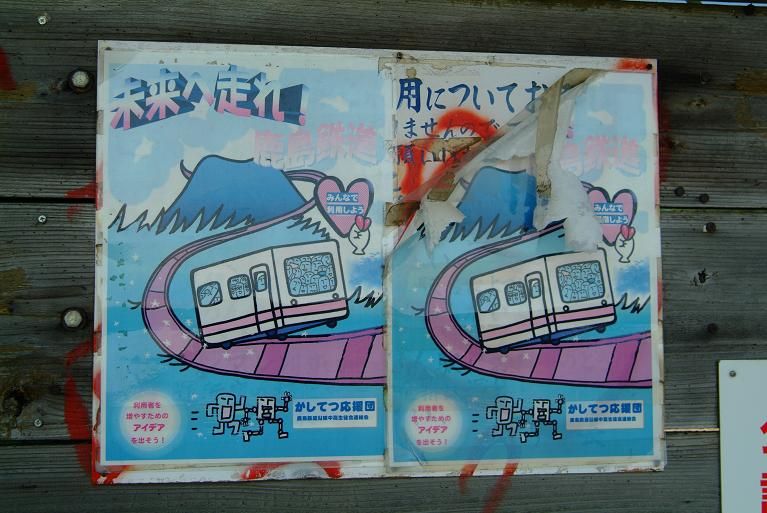 未来へ走れ!
鹿島鉄道
みんなで
利用しよう
利用者を
増やすための
アイデア
を出そう!
かしてつ応援団
用についてお
ませんので
願い
島鉄道
みんなで
利用しよう
利用者を
増やすための
アイデア
を出そう!
かしてつ応援団